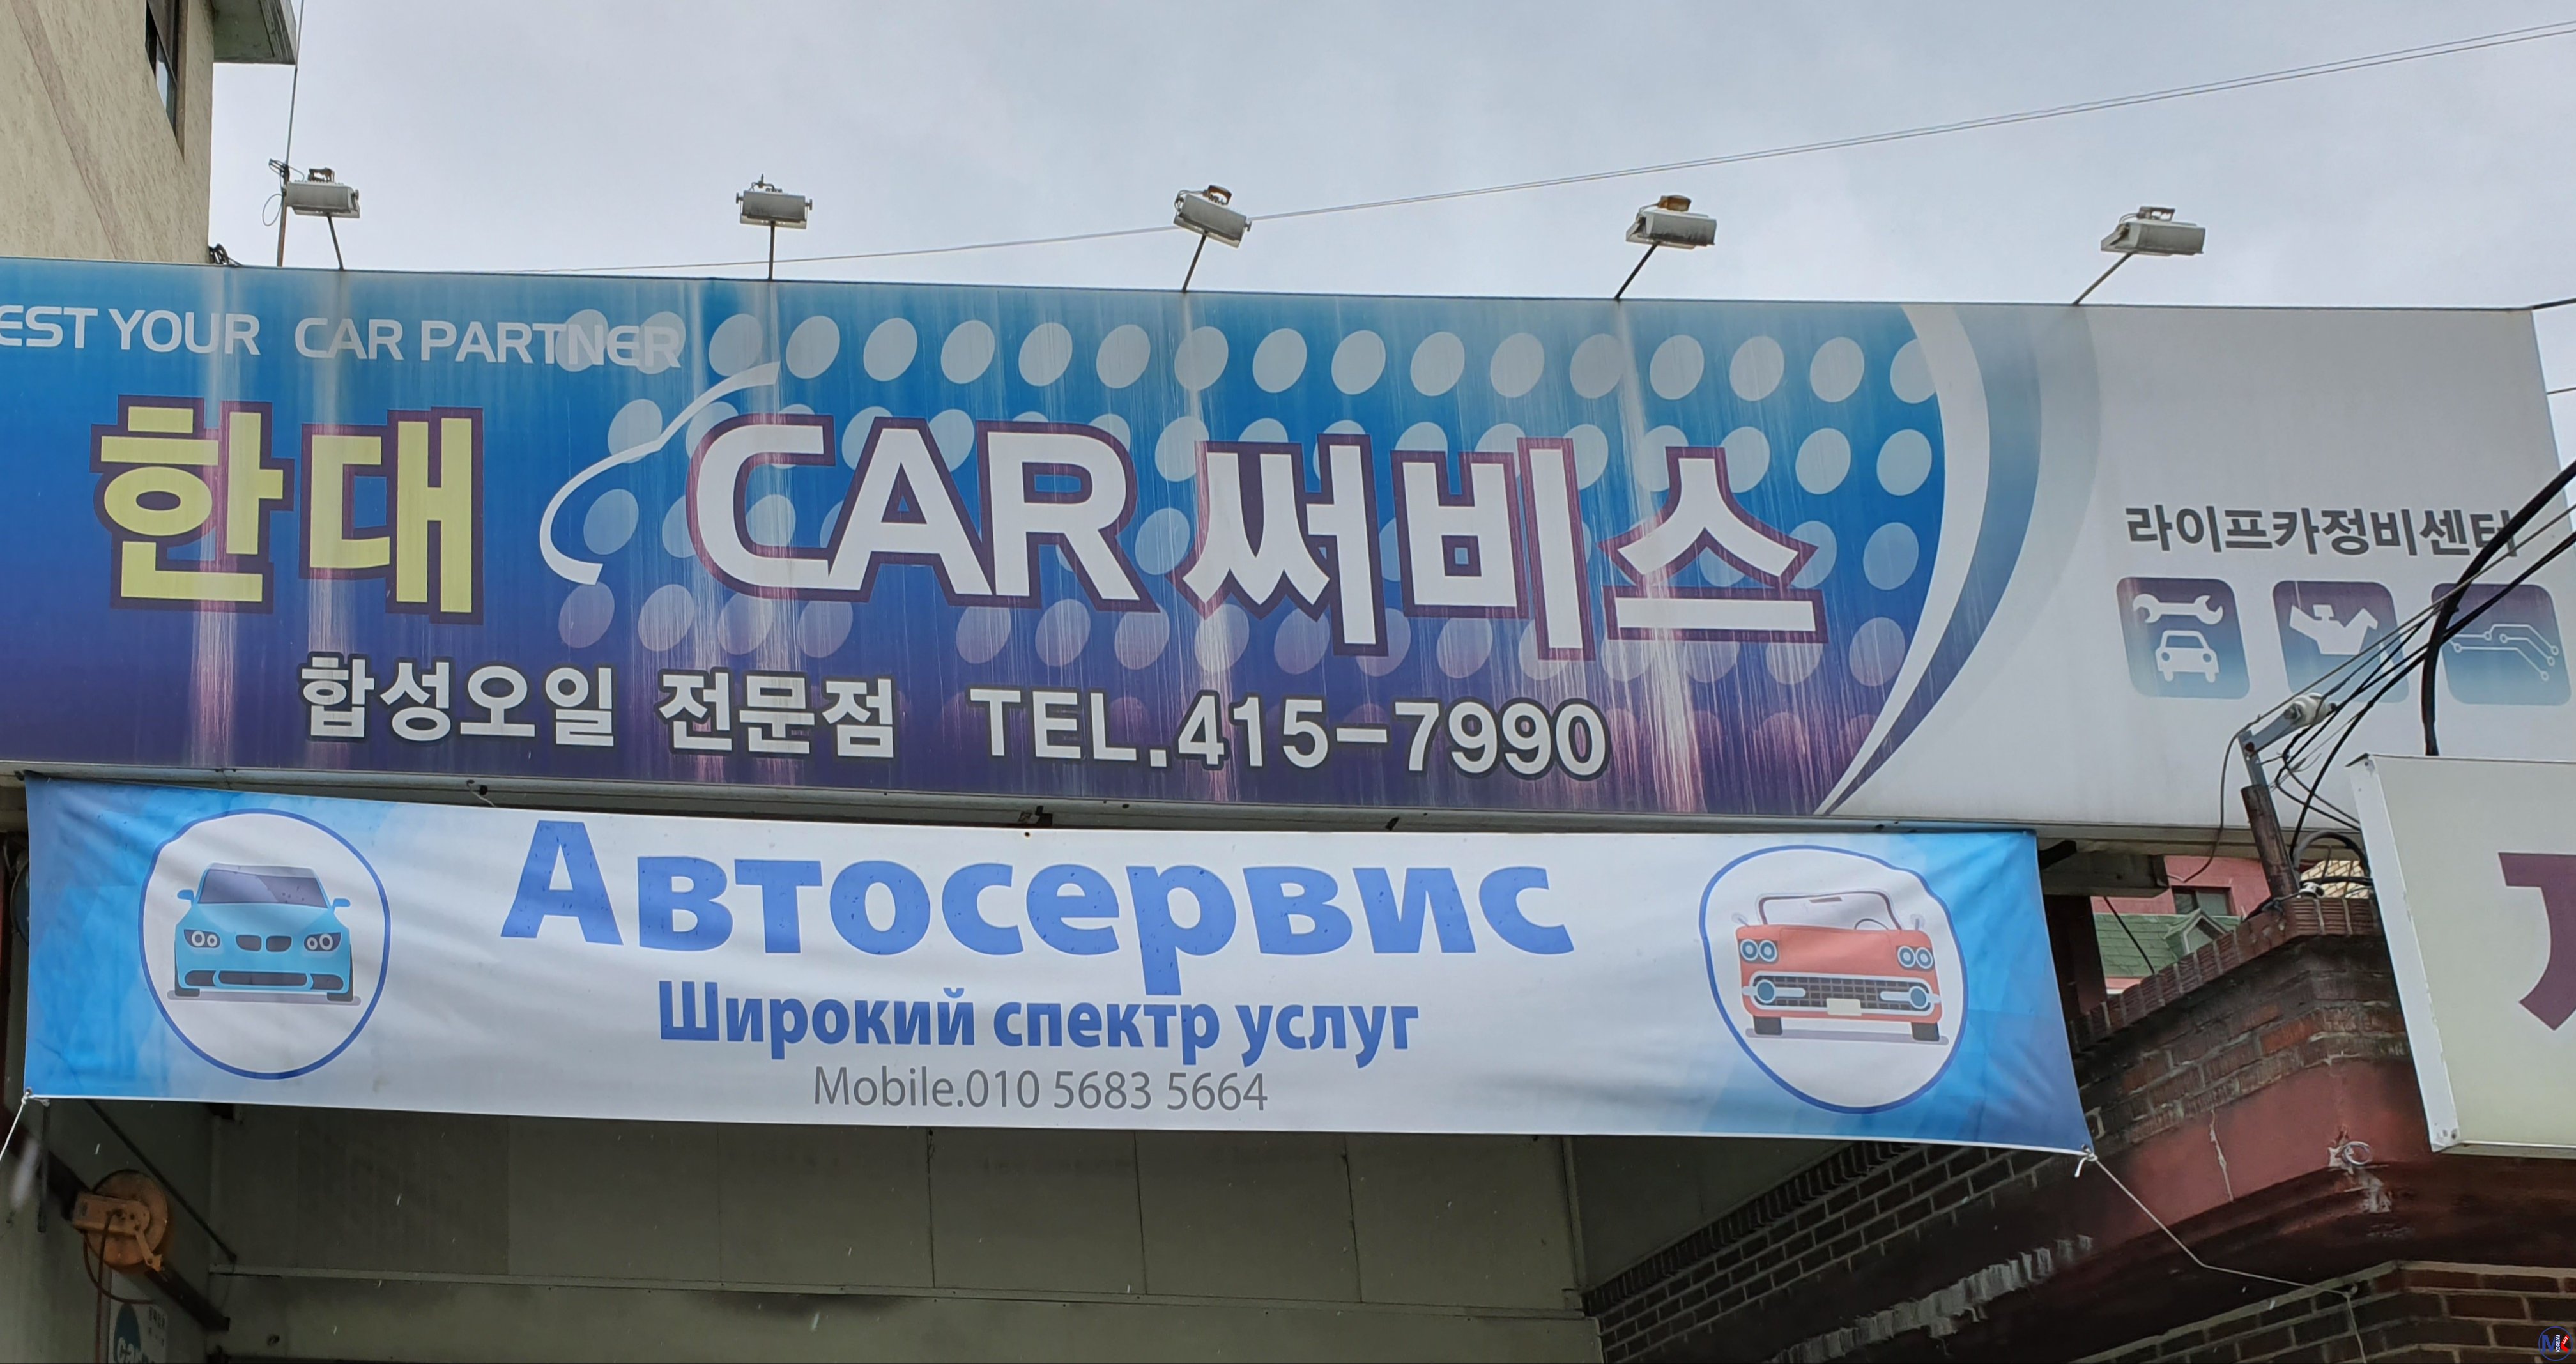 EST YOUR CAR PARTNER
한대 CAR 써비스
합성오일 전문점 TEL.415-7990
라이프카정비센터
Автосервис
Широкий спектр услуг
Mobile.010 5683 5664